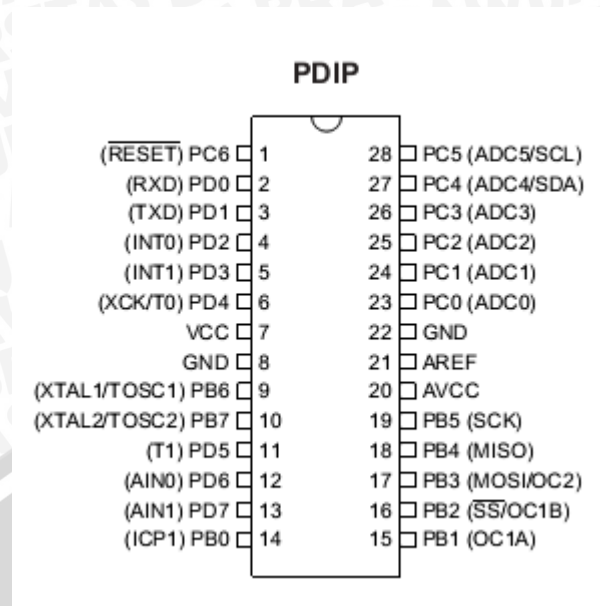 PDIP
(RESET) PC6 1 28 PC5 (ADC5/SCL)
(RXD) PD0 2 27 PC4 (ADC4/SDA)
(TXD) PD1 3 26 PC3 (ADC3)
(INT0) PD2 4 25 PC2 (ADC2)
(INT1) PD3 5 24 PC1 (ADC1)
(XCK/T0) PD4 6 23 PC0 (ADC0)
VCC 7 22 GND
GND 8 21 AREF
(XTAL1/TOSC1) PB6 9 20 AVCC
(XTAL2/TOSC2) PB7 10 19 PB5 (SCK)
(T1) PD5 11 18 PB4 (MISO)
(AIN0) PD6 12 17 PB3 (MOSI/OC2)
(AIN1) PD7 13 16 PB2 (SS/OC1B)
(ICP1) PB0 14 15 PB1 (OC1A)